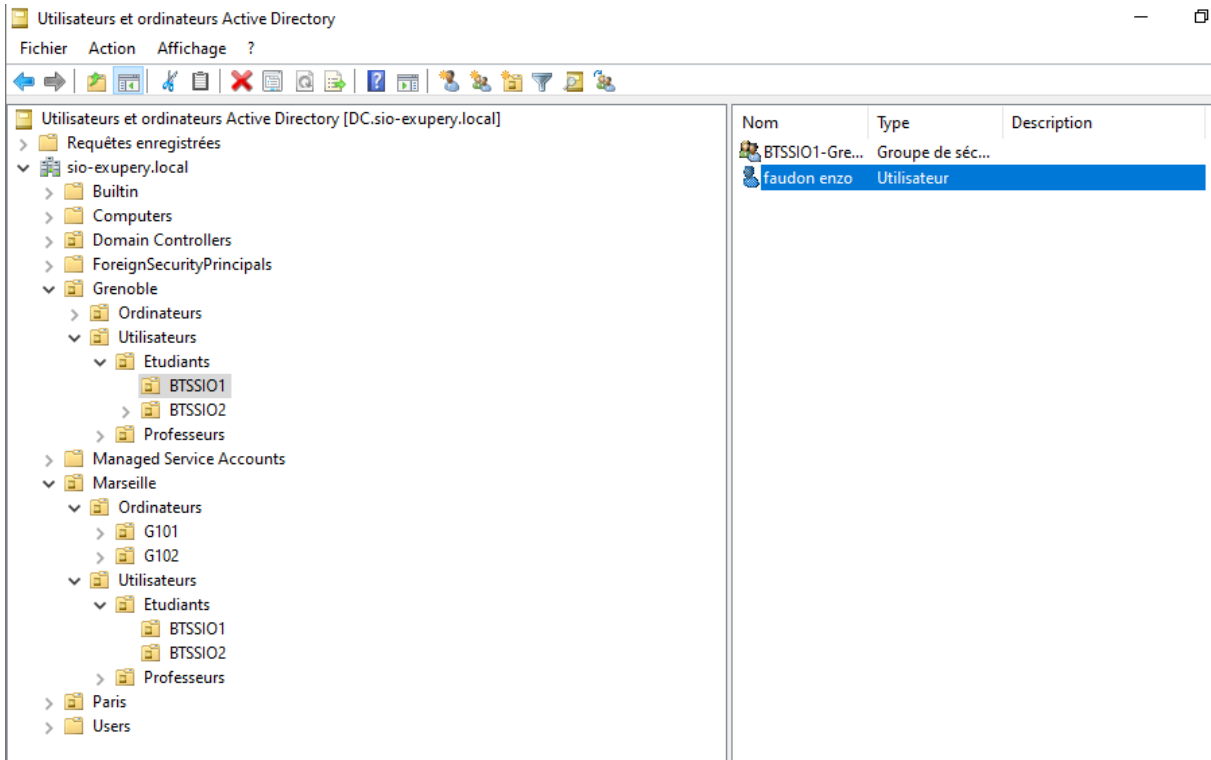 Utilisateurs et ordinateurs Active Directory
Fichier Action Affichage ?
Utilisateurs et ordinateurs Active Directory [DC.sio-exupery.local]
Requêtes enregistrées
sio-exupery.local
Builtin
Computers
Domain Controllers
ForeignSecurityPrincipals
Grenoble
Ordinateurs
Utilisateurs
Etudiants
BTSSIO1
BTSSIO2
Professeurs
Managed Service Accounts
Marseille
Ordinateurs
G101
G102
Utilisateurs
Etudiants
BTSSIO1
BTSSIO2
Professeurs
Paris
Users
Nom Type Description
BTSSIO1-Gre... Groupe de séc...
faudon enzo Utilisateur